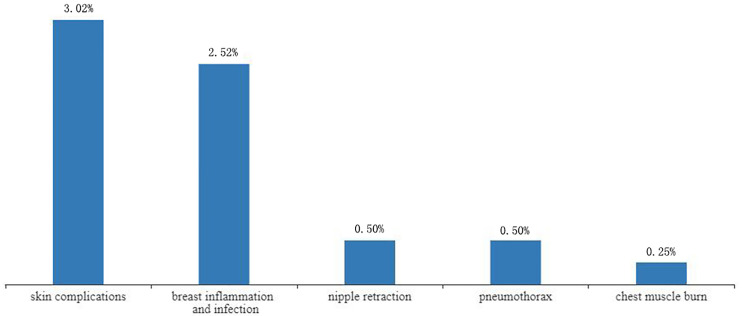 3.02%
2.52%
0.50%
0.50%
0.25%
skin complications
breast inflammation
and infection
nipple retraction
pneumothorax
chest muscle burn